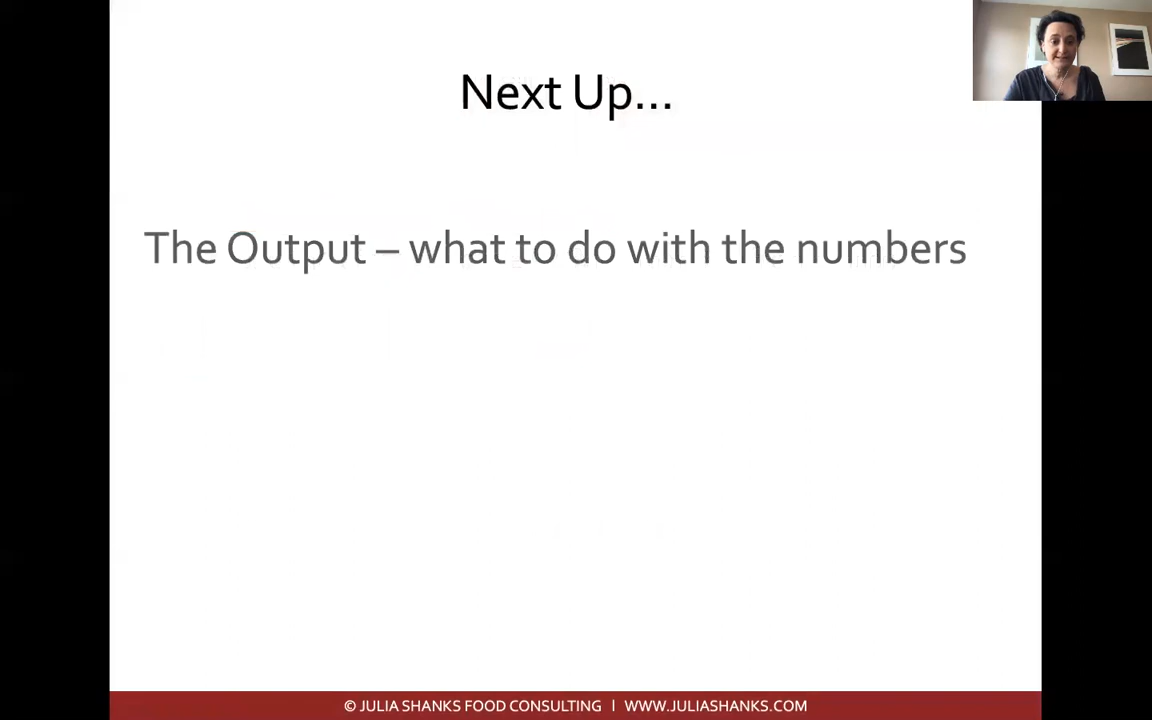 Next Up...
The Output – what to do with the numbers
© JULIA SHANKS FOOD CONSULTING | WWW.JULIASHANKS.COM